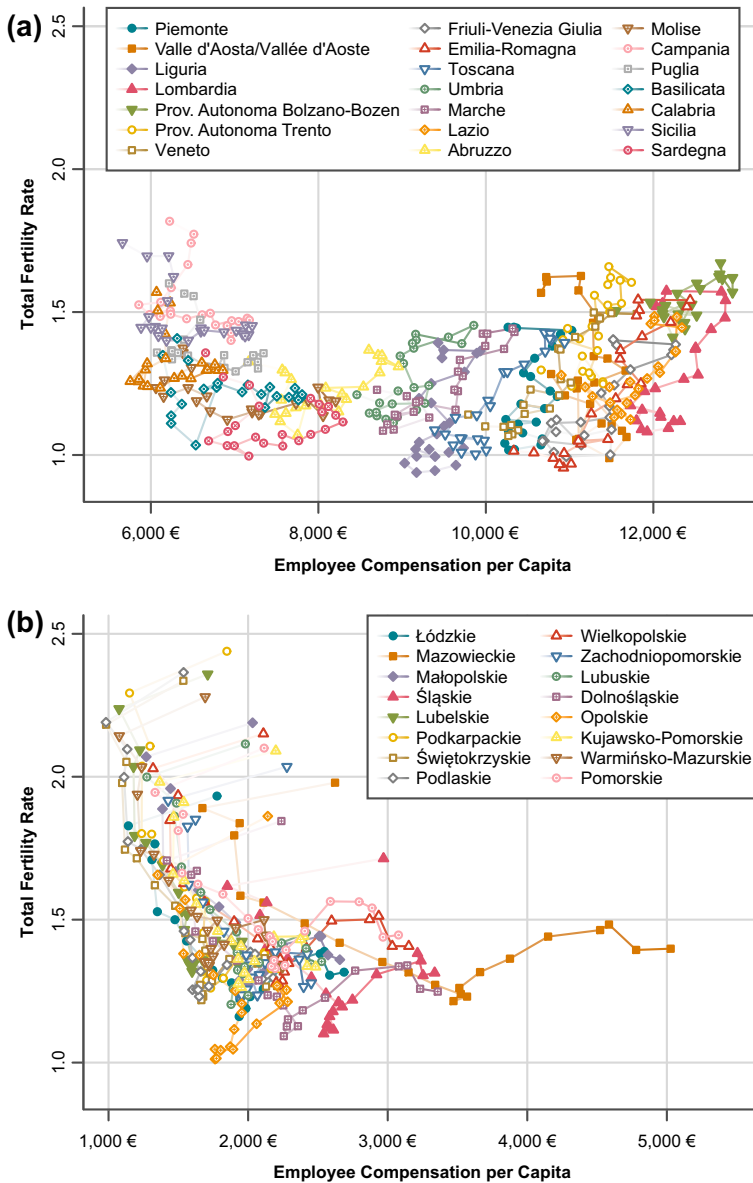 (a)
2.5
2.0
1.5
1.0
Total Fertility Rate
Piemonte
Valle d'Aosta/Vallée d'Aoste
Liguria
Lombardia
Prov. Autonoma Bolzano-Bozen
Prov. Autonoma Trento
Veneto
Friuli-Venezia Giulia
Emilia-Romagna
Toscana
Umbria
Marche
Lazio
Abruzzo
Molise
Campania
Puglia
Basilicata
Calabria
Sicilia
Sardegna
6,000 € 8,000 € 10,000 € 12,000 €
Employee Compensation per Capita
(b)
2.5
2.0
1.5
1.0
Total Fertility Rate
Łódzkie
Mazowieckie
Małopolskie
Śląskie
Lubelskie
Podkarpackie
Świętokrzyskie
Podlaskie
Wielkopolskie
Zachodniopomorskie
Lubuskie
Dolnośląskie
Opolskie
Kujawsko-Pomorskie
Warmińsko-Mazurskie
Pomorskie
1,000 € 2,000 € 3,000 € 4,000 € 5,000 €
Employee Compensation per Capita